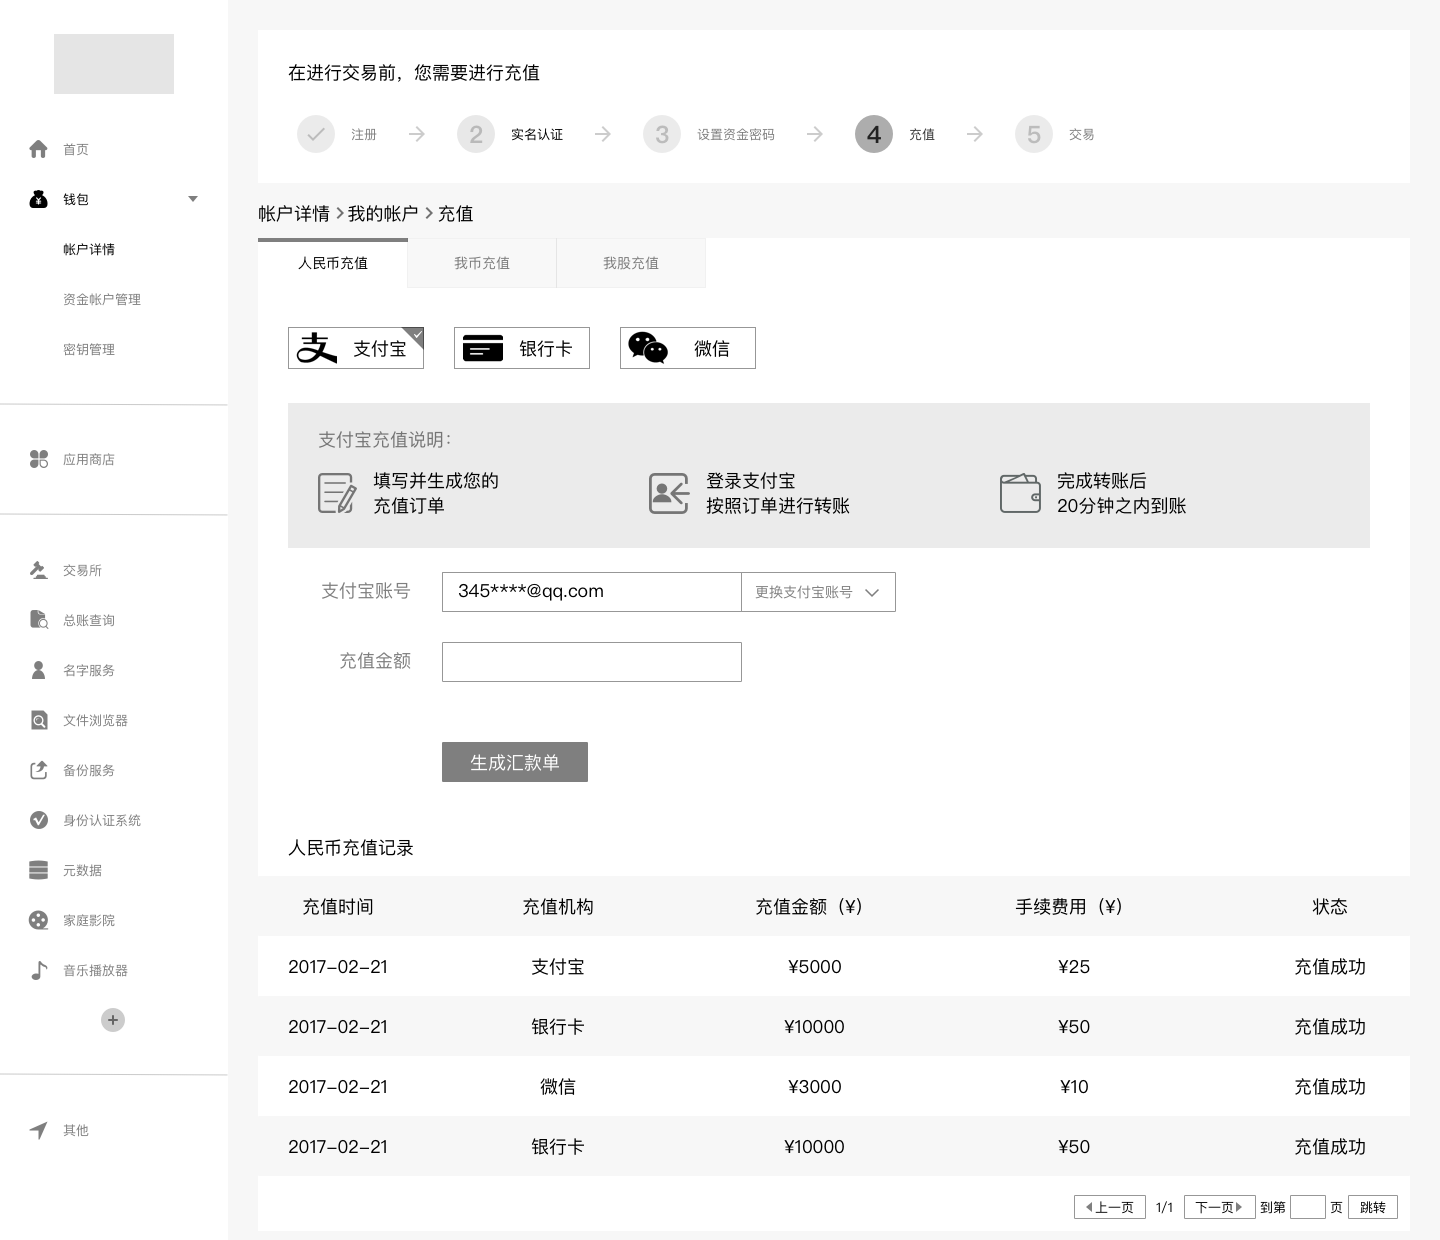 首页
钱包
帐户详情
资金帐户管理
密钥管理
应用商店
交易所
总账查询
名字服务
文件浏览器
备份服务
身份认证系统
元数据
家庭影院
音乐播放器
其他
在进行交易前，您需要进行充值
注册 2 实名认证 3 设置资金密码 4 充值 5 交易
帐户详情 > 我的帐户 > 充值
人民币充值 我币充值 我股充值
支付宝 银行卡 微信
支付宝充值说明：
填写并生成您的
充值订单
登录支付宝
按照订单进行转账
完成转账后
20分钟之内到账
支付宝账号 345****@qq.com 更换支付宝账号
充值金额
生成汇款单
人民币充值记录
充值时间 充值机构 充值金额（¥） 手续费用（¥） 状态
2017-02-21 支付宝 ¥5000 ¥25 充值成功
2017-02-21 银行卡 ¥10000 ¥50 充值成功
2017-02-21 微信 ¥3000 ¥10 充值成功
2017-02-21 银行卡 ¥10000 ¥50 充值成功
上一页 1/1 下一页 到第 页 跳转